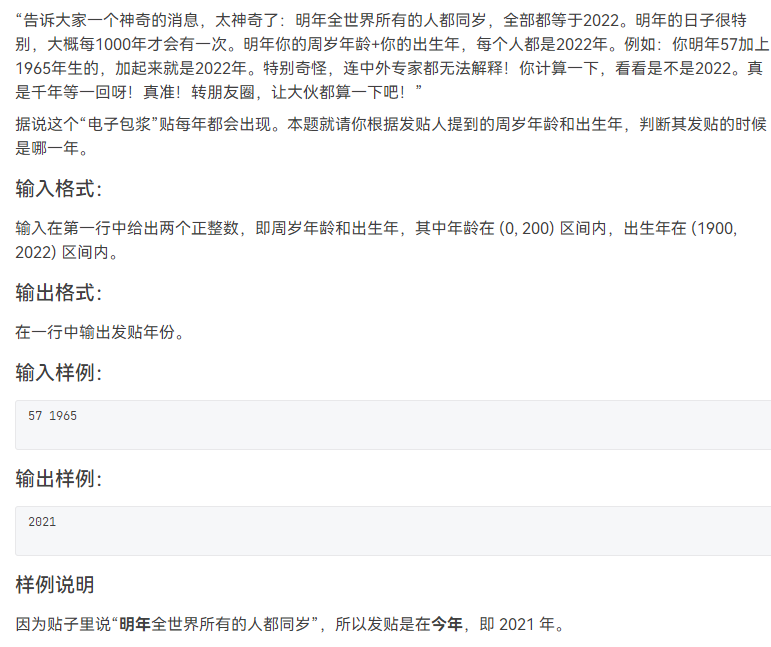 “告诉大家一个神奇的消息，太神奇了：明年全世界所有的人都同岁，全部都等于2022。明年的日子很特
别，大概每1000年才会有一次。明年你的周岁年龄+你的出生年，每个人都是2022年。例如：你明年57加上
1965年生的，加起来就是2022年。特别奇怪，连中外专家都无法解释！你计算一下，看看是不是2022。真
是千年等一回呀！真准！转朋友圈，让大伙都算一下吧！”
据说这个“电子包浆”贴每年都会出现。本题就请你根据发贴人提到的周岁年龄和出生年，判断其发贴的时候
是哪一年。
输入格式：
输入在第一行中给出两个正整数，即周岁年龄和出生年，其中年龄在 (0, 200) 区间内，出生年在 (1900,
2022) 区间内。
输出格式：
在一行中输出发贴年份。
输入样例：
57 1965
输出样例：
2021
样例说明
因为贴子里说“明年全世界所有的人都同岁”，所以发贴是在今年，即 2021 年。